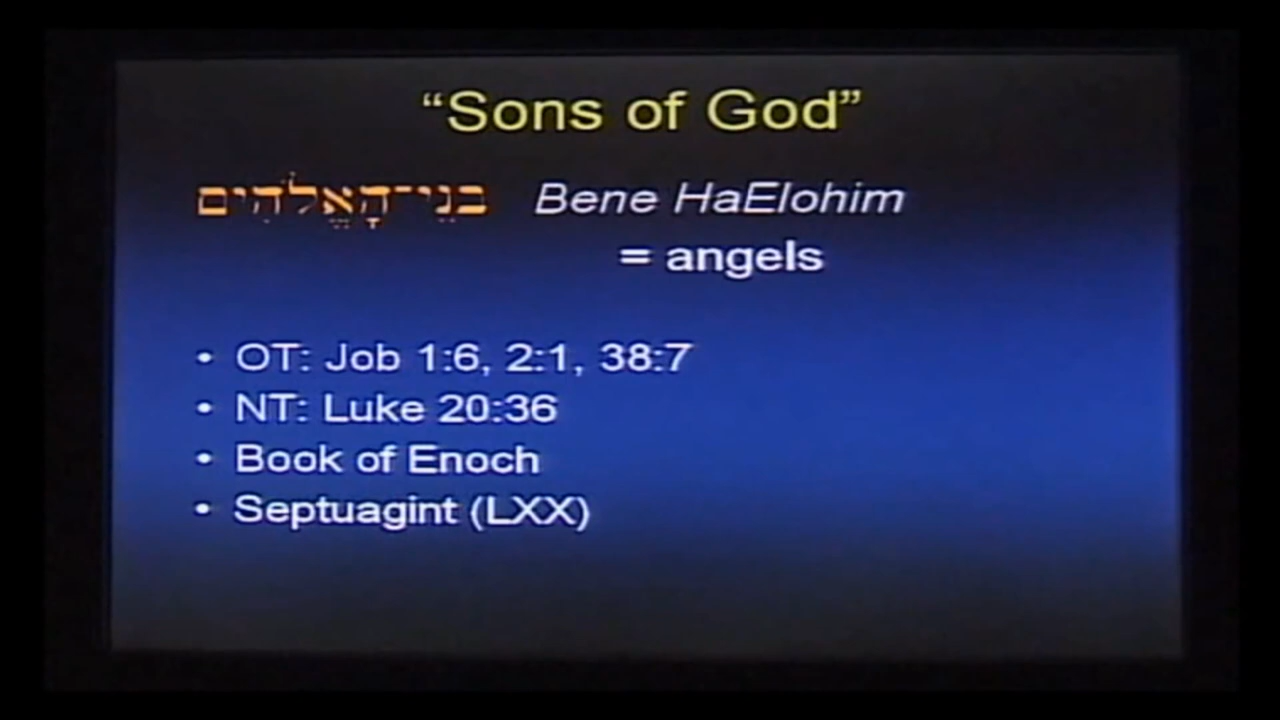 “Sons of God”
בְּנֵי־הָאֱלֹהִים Bene HaElohim
= angels
• OT: Job 1:6, 2:1, 38:7
• NT: Luke 20:36
• Book of Enoch
• Septuagint (LXX)